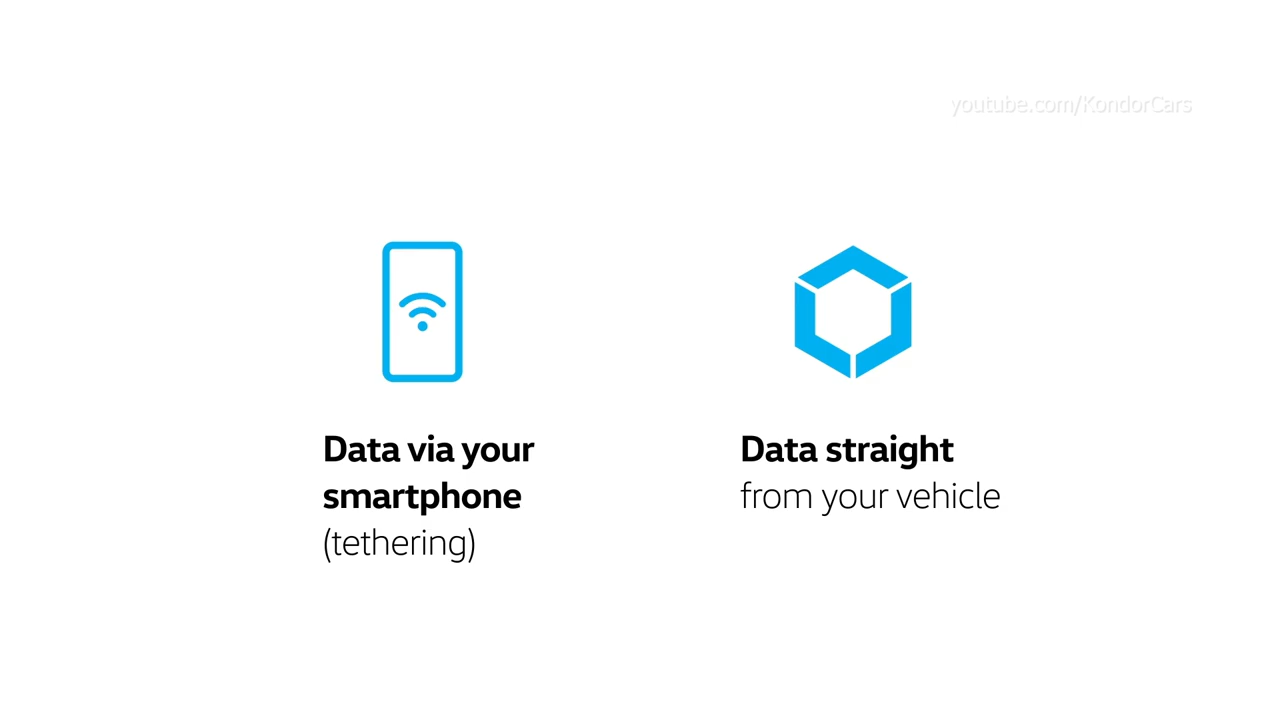 youtube.com/KondorCars
Data via your
smartphone
(tethering)
Data straight
from your vehicle